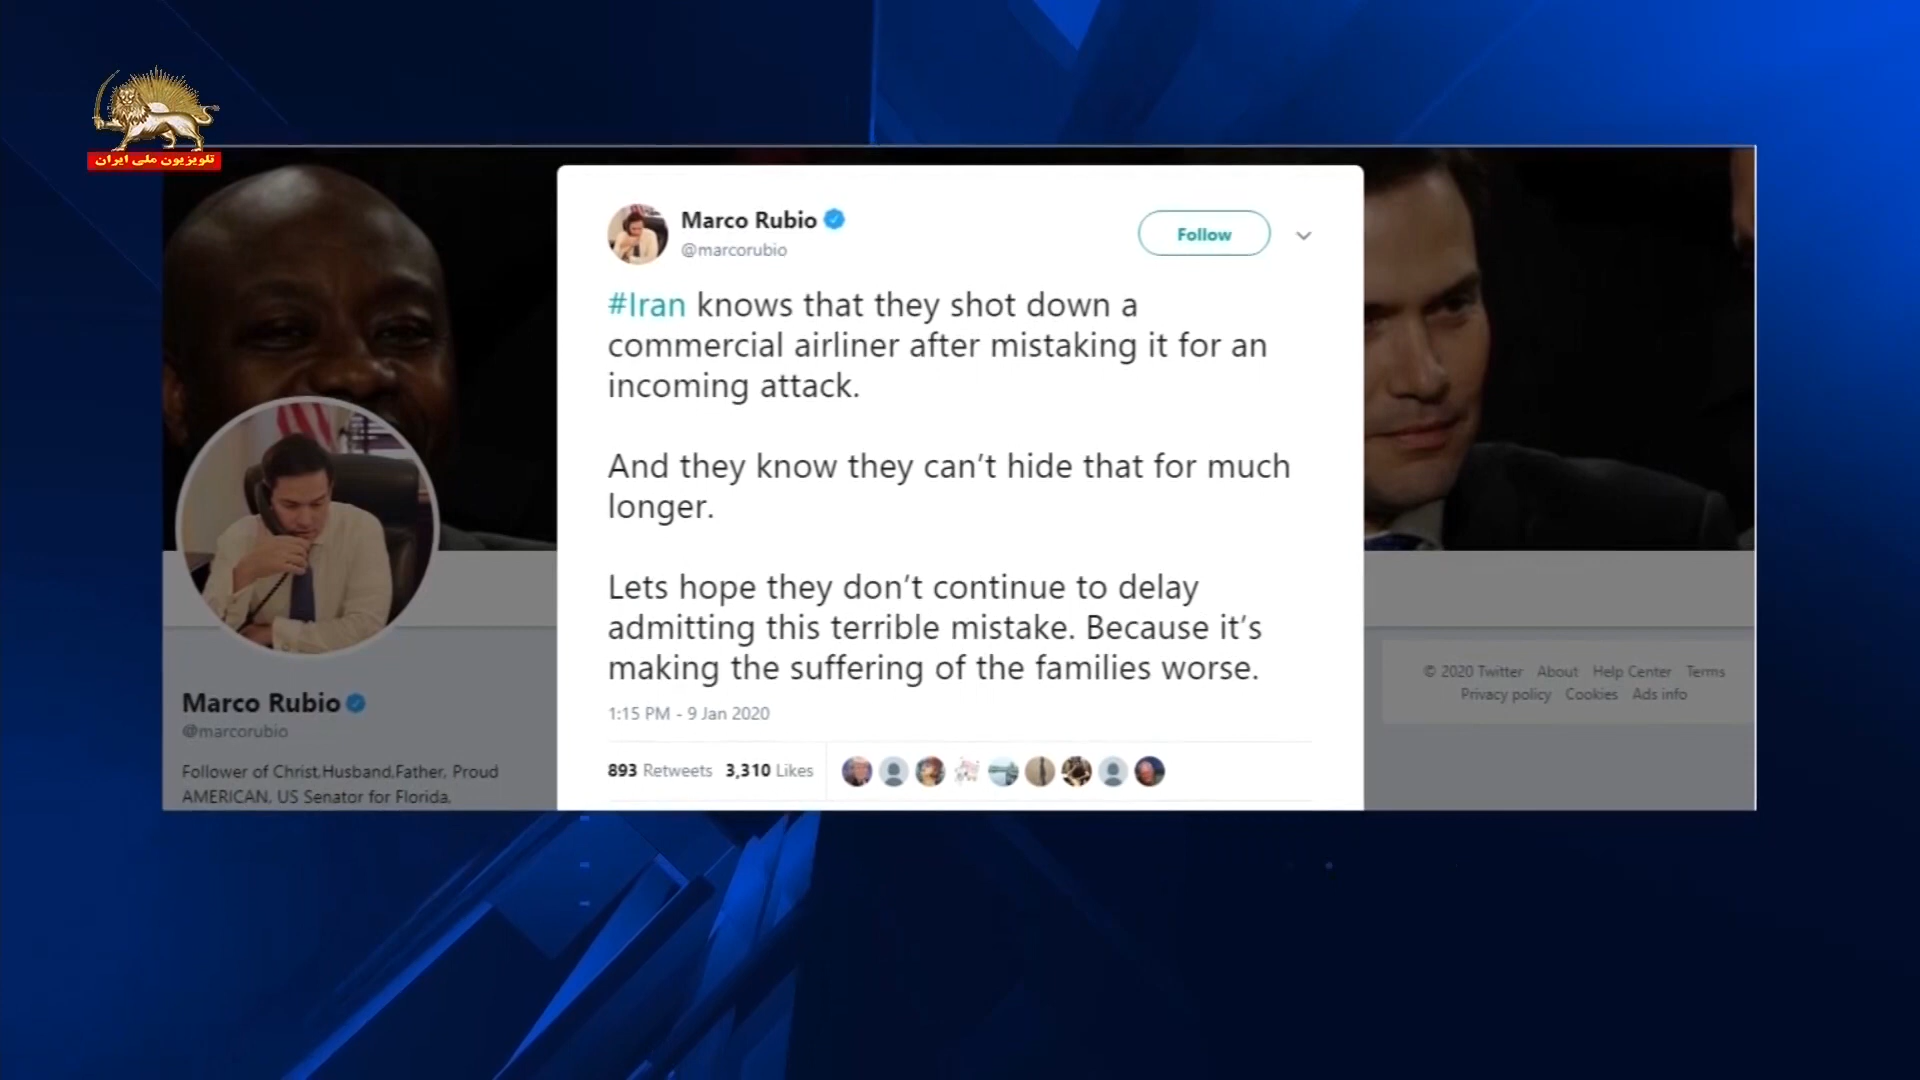 تلویزیون ملی ایران
Marco Rubio
@marcorubio
Follow
#Iran knows that they shot down a
commercial airliner after mistaking it for an
incoming attack.
And they know they can’t hide that for much
longer.
Lets hope they don’t continue to delay
admitting this terrible mistake. Because it’s
making the suffering of the families worse.
1:15 PM - 9 Jan 2020
893 Retweets 3,310 Likes
Marco Rubio
@marcorubio
Follower of Christ,Husband,Father, Proud
AMERICAN, US Senator for Florida,
© 2020 Twitter About Help Center Terms
Privacy policy Cookies Ads info